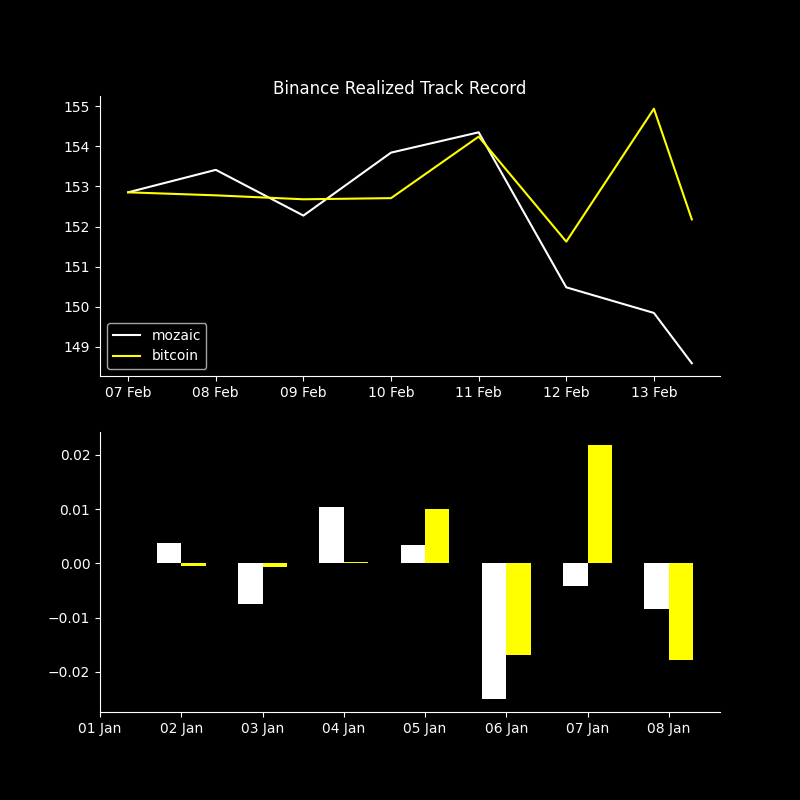 Binance Realized Track Record
155
154
153
152
151
150
149
mozaic
bitcoin
07 Feb 08 Feb 09 Feb 10 Feb 11 Feb 12 Feb 13 Feb
0.02
0.01
0.00
−0.01
−0.02
01 Jan 02 Jan 03 Jan 04 Jan 05 Jan 06 Jan 07 Jan 08 Jan